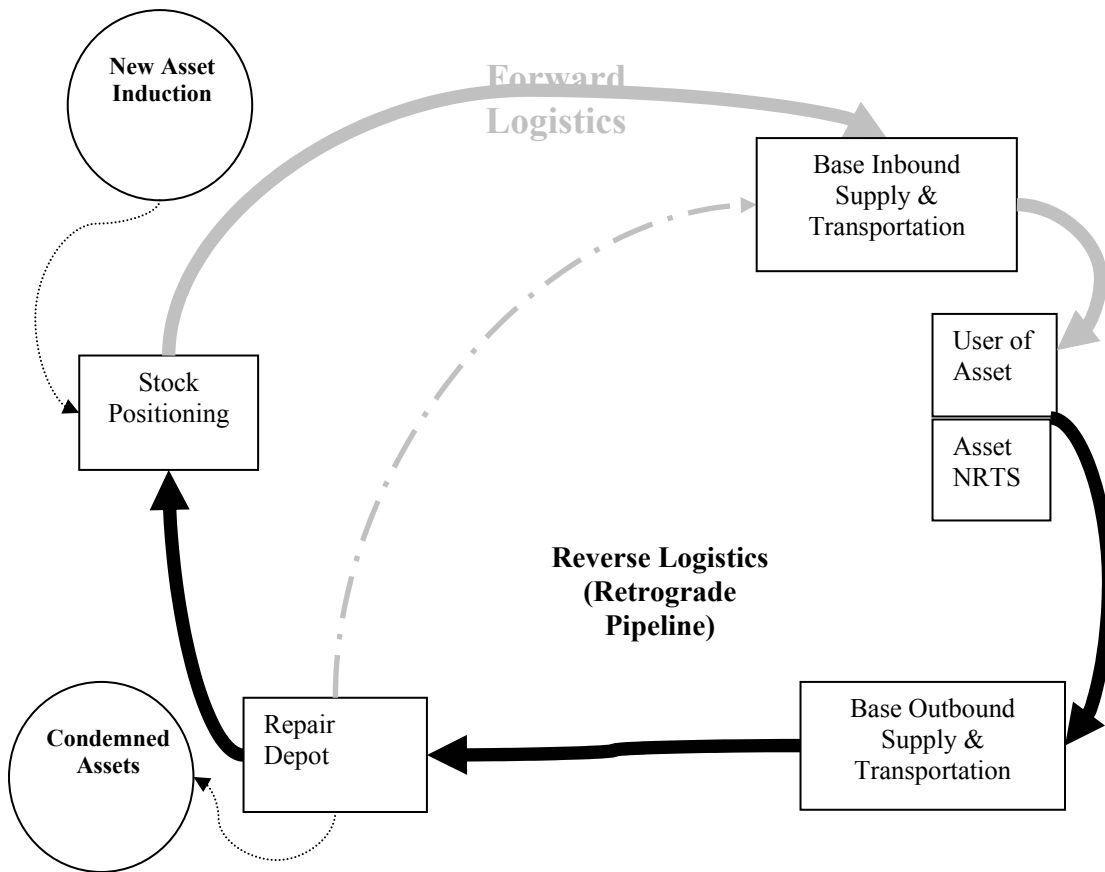 New Asset
Induction
Forward
Logistics
Base Inbound
Supply &
Transportation
User of
Asset
Stock
Positioning
Asset
NRTS
Reverse Logistics
(Retrograde
Pipeline)
Base Outbound
Supply &
Transportation
Repair
Depot
Condemned
Assets